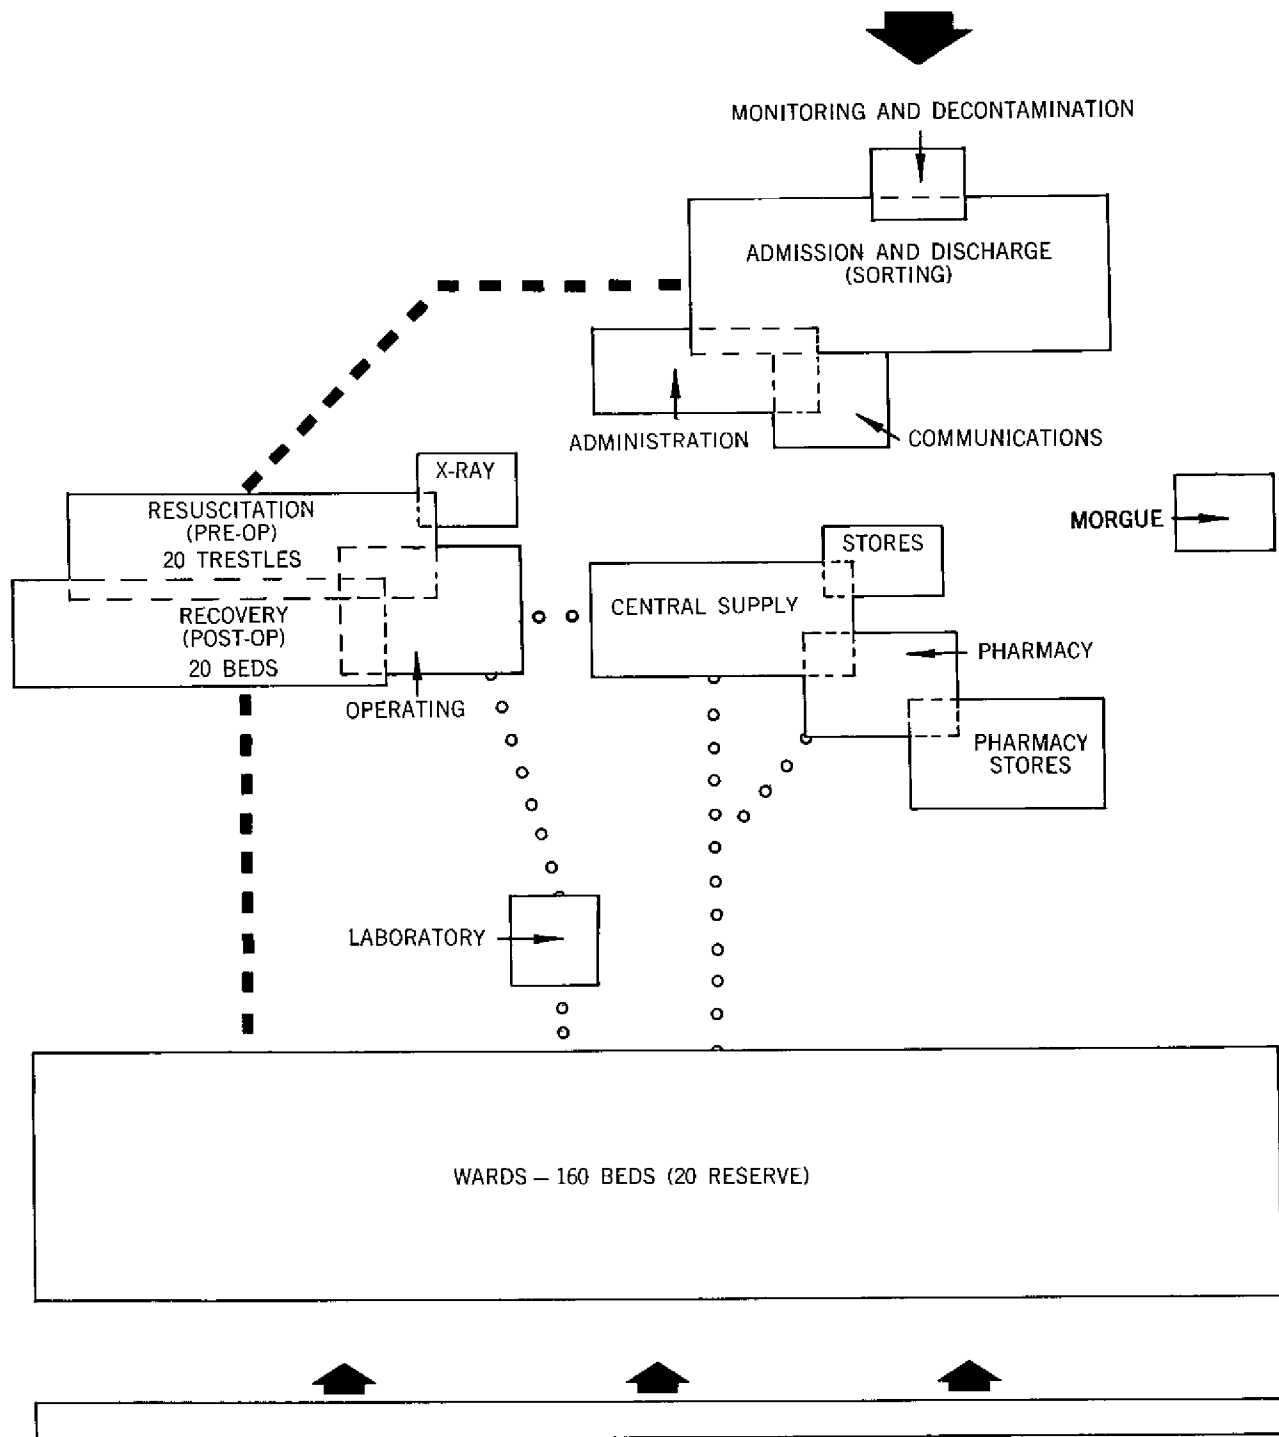 MONITORING AND DECONTAMINATION
ADMISSION AND DISCHARGE
(SORTING)
ADMINISTRATION
COMMUNICATIONS
X-RAY
RESUSCITATION
(PRE-OP)
20 TRESTLES
MORGUE
STORES
CENTRAL SUPPLY
RECOVERY
(POST-OP)
20 BEDS
PHARMACY
OPERATING
PHARMACY
STORES
LABORATORY
WARDS — 160 BEDS (20 RESERVE)